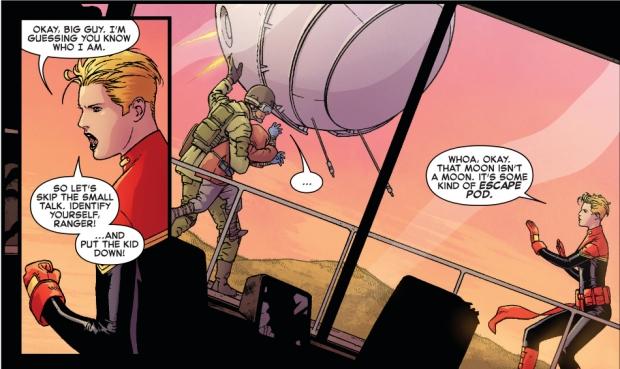 OKAY, BIG GUY. I'M
GUESSING YOU KNOW
WHO I AM.
SO LET'S
SKIP THE SMALL
TALK. IDENTIFY
YOURSELF,
RANGER!
...AND
PUT THE KID
DOWN!
...
WHOA, OKAY.
THAT MOON ISN'T
A MOON. IT'S SOME
KIND OF ESCAPE
POD.